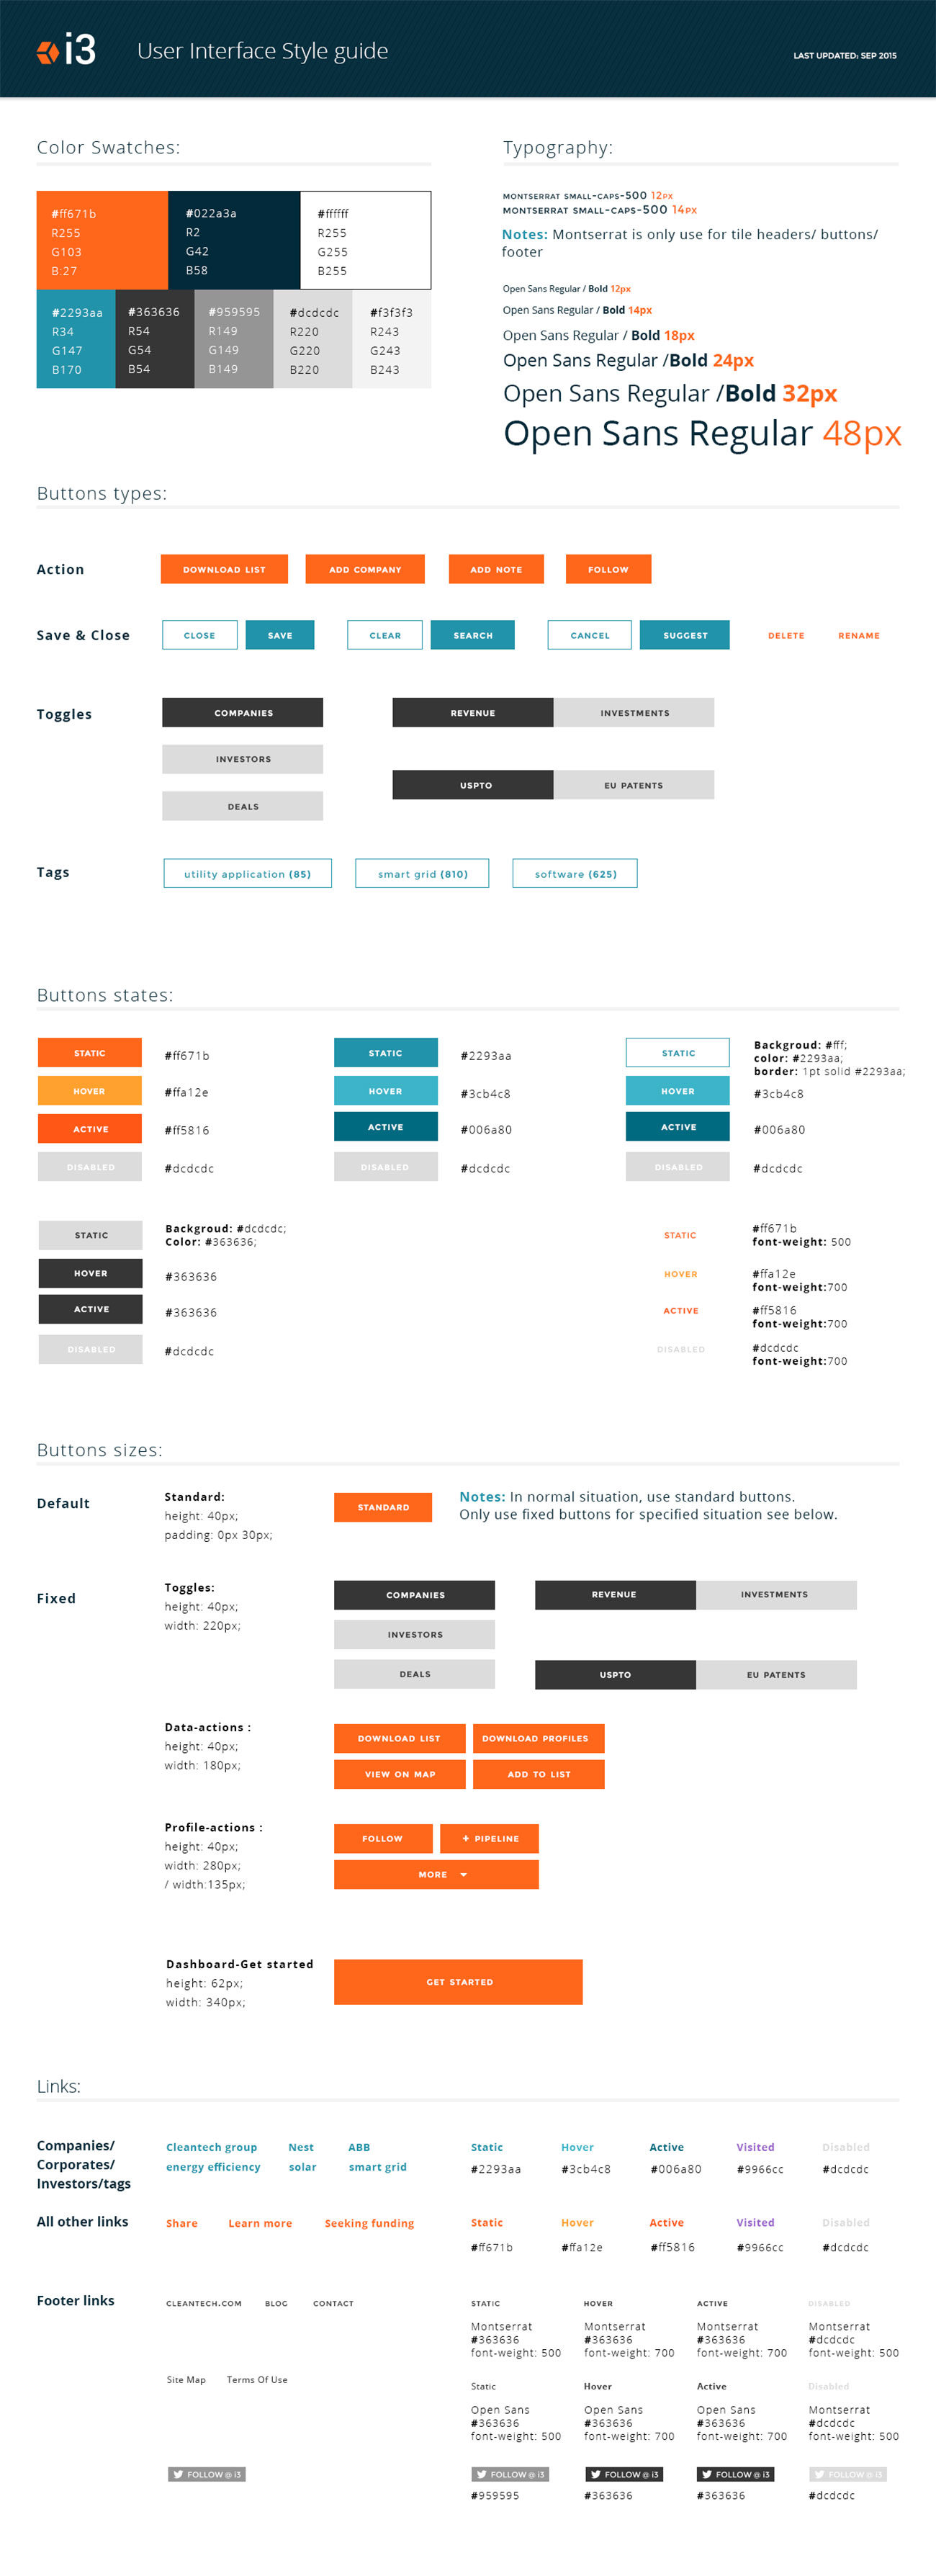 i3
User Interface Style guide
LAST UPDATED: SEP 2015
Color Swatches:
#ff671b
R255
G103
B:27
#022a3a
R2
G42
B58
#ffffff
R255
G255
B255
#2293aa
R34
G147
B170
#363636
R54
G54
B54
#959595
R149
G149
B149
#dcdcdc
R220
G220
B220
#f3f3f3
R243
G243
B243
Typography:
MONTSERRAT SMALL-CAPS-500 12PX
MONTSERRAT SMALL-CAPS-500 14PX
Notes: Montserrat is only use for tile headers/ buttons/
footer
Open Sans Regular / Bold 12px
Open Sans Regular / Bold 14px
Open Sans Regular / Bold 18px
Open Sans Regular /Bold 24px
Open Sans Regular /Bold 32px
Open Sans Regular 48px
Buttons types:
Action
DOWNLOAD LIST
ADD COMPANY
ADD NOTE
FOLLOW
Save & Close
CLOSE
SAVE
CLEAR
SEARCH
CANCEL
SUGGEST
DELETE
RENAME
Toggles
COMPANIES
INVESTORS
DEALS
REVENUE
INVESTMENTS
USPTO
EU PATENTS
Tags
utility application (85)
smart grid (810)
software (625)
Buttons states:
STATIC
#ff671b
HOVER
#ffa12e
ACTIVE
#ff5816
DISABLED
#dcdcdc
STATIC
#2293aa
HOVER
#3cb4c8
ACTIVE
#006a80
DISABLED
#dcdcdc
STATIC
Background: #fff;
color: #2293aa;
border: 1pt solid #2293aa;
HOVER
#3cb4c8
ACTIVE
#006a80
DISABLED
#dcdcdc
STATIC
Backgroud: #dcdcdc;
Color: #363636;
HOVER
#363636
ACTIVE
#363636
DISABLED
#dcdcdc
STATIC
#ff671b
font-weight: 500
HOVER
#ffa12e
font-weight:700
ACTIVE
#ff5816
font-weight:700
DISABLED
#dcdcdc
font-weight:700
Buttons sizes:
Default
Standard:
height: 40px;
padding: 0px 30px;
STANDARD
Notes: In normal situation, use standard buttons.
Only use fixed buttons for specified situation see below.
Fixed
Toggles:
height: 40px;
width: 220px;
COMPANIES
INVESTORS
DEALS
REVENUE
INVESTMENTS
USPTO
EU PATENTS
Data-actions :
height: 40px;
width: 180px;
DOWNLOAD LIST
DOWNLOAD PROFILES
VIEW ON MAP
ADD TO LIST
Profile-actions :
height: 40px;
width: 280px;
/ width:135px;
FOLLOW
+ PIPELINE
MORE
Dashboard-Get started
height: 62px;
width: 340px;
GET STARTED
Links:
Companies/
Corporates/
Investors/tags
Cleantech group
Nest
ABB
energy efficiency
solar
smart grid
Static
Hover
Active
Visited
Disabled
#2293aa
#3cb4c8
#006a80
#9966cc
#dcdcdc
All other links
Share
Learn more
Seeking funding
Static
Hover
Active
Visited
Disabled
#ff671b
#ffa12e
#ff5816
#9966cc
#dcdcdc
Footer links
CLEANTECH.COM
BLOG
CONTACT
STATIC
HOVER
ACTIVE
DISABLED
Montserrat
#363636
font-weight: 500
Montserrat
#363636
font-weight: 700
Montserrat
#363636
font-weight: 700
Montserrat
#dcdcdc
font-weight: 500
Site Map
Terms Of Use
Static
Hover
Active
Disabled
Open Sans
#363636
font-weight: 500
Open Sans
#363636
font-weight: 700
Open Sans
#363636
font-weight: 700
Montserrat
#dcdcdc
font-weight: 500
FOLLOW @ i3
FOLLOW @ i3
FOLLOW @ i3
FOLLOW @ i3
FOLLOW @ i3
#959595
#363636
#363636
#dcdcdc